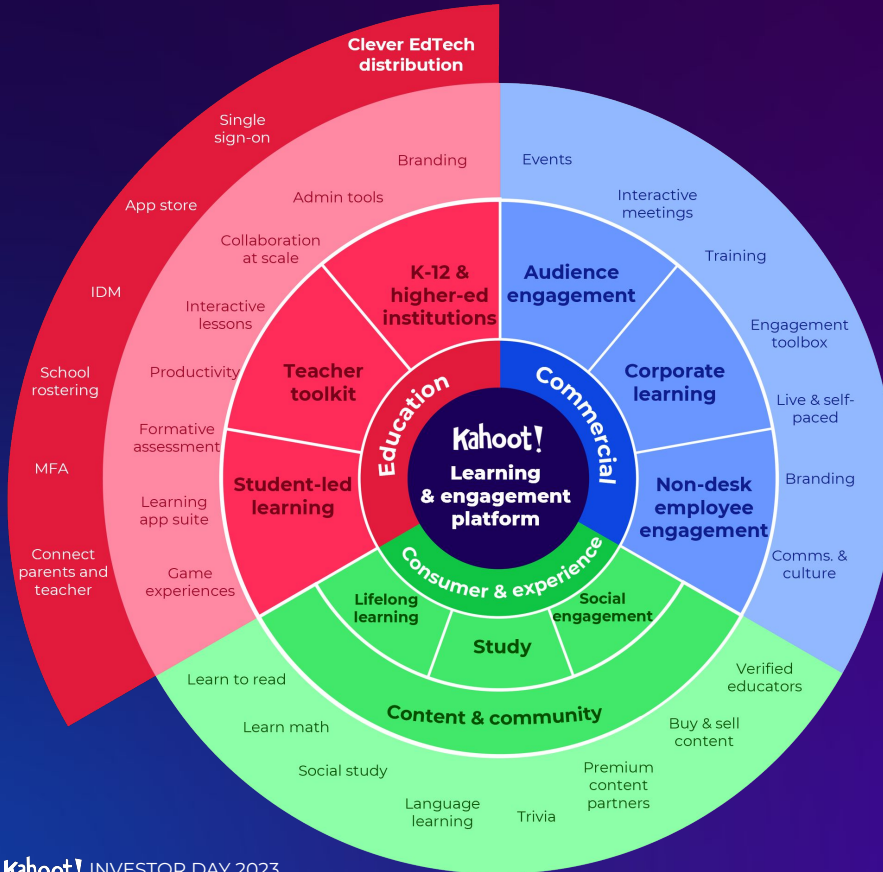 Clever EdTech
distribution
Single
sign-on
App store
IDM
School
rostering
MFA
Connect
parents and
teacher
Branding
Admin tools
Collaboration
at scale
Interactive
lessons
Productivity
Formative
assessment
Learning
app suite
Game
experiences
K-12 &
higher-ed
institutions
Teacher
toolkit
Student-led
learning
Education
Events
Interactive
meetings
Training
Engagement
toolbox
Live & self-
paced
Branding
Comms. &
culture
Audience
engagement
Corporate
learning
Non-desk
employee
engagement
Commercial
Kahoot!
Learning
& engagement
platform
Consumer & experience
Lifelong
learning
Study
Social
engagement
Content & community
Learn to read
Learn math
Social study
Language
learning
Trivia
Premium
content
partners
Buy & sell
content
Verified
educators
Kahoot! INVESTOR DAY 2023